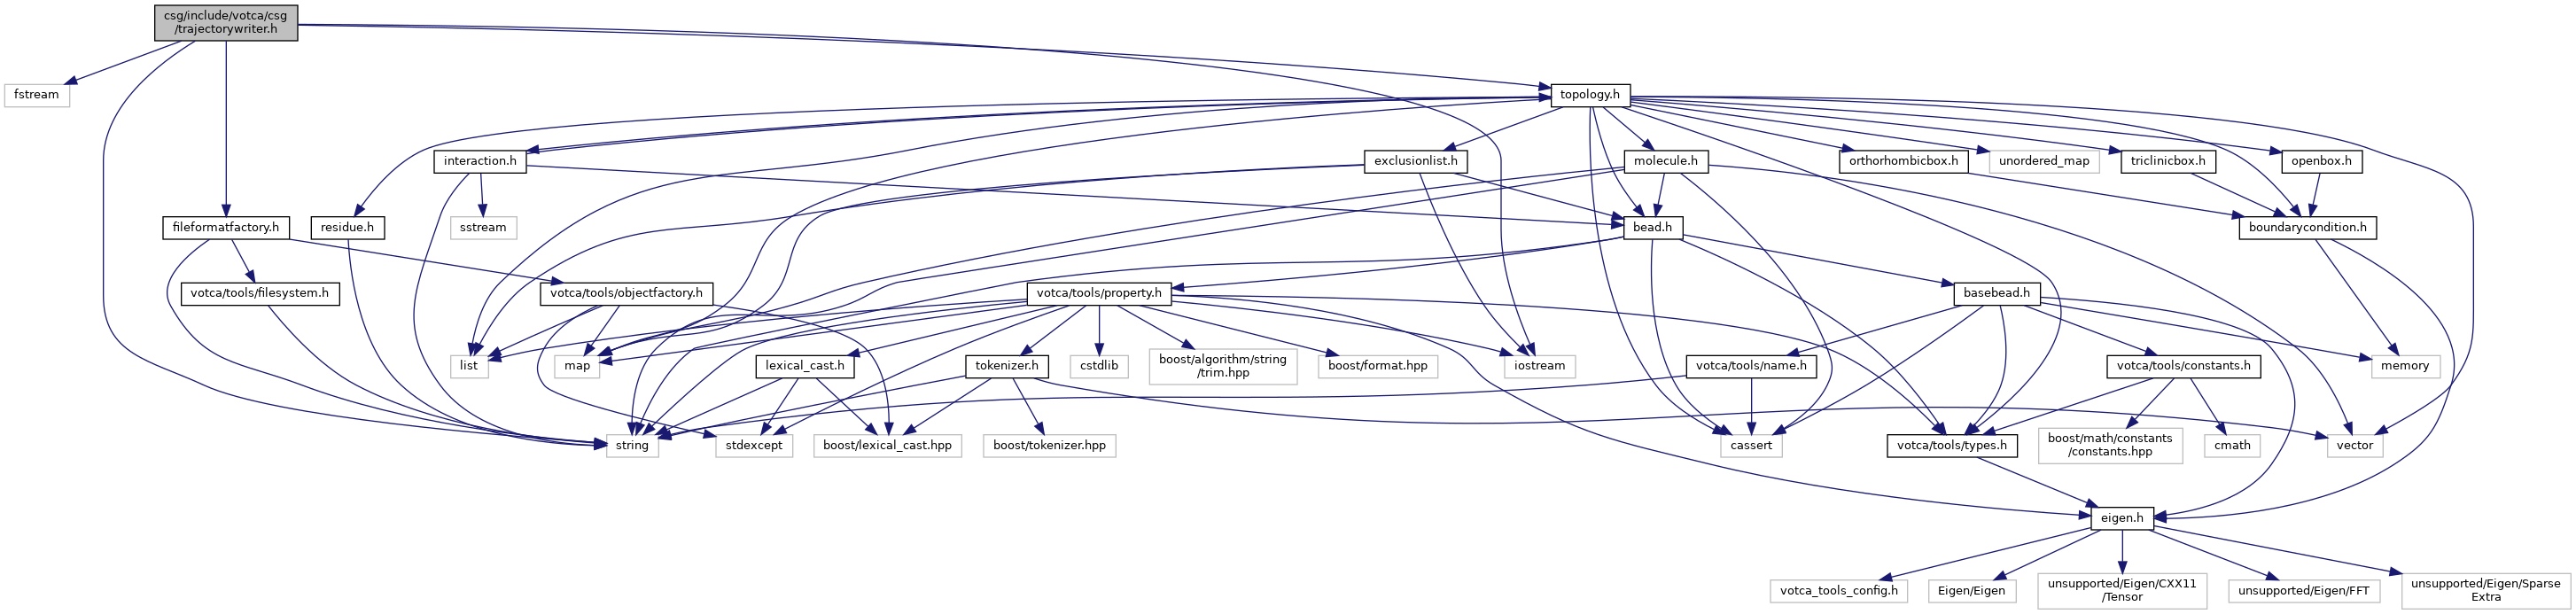 csg/include/votca/csg
/trajectorywriter.h
fstream
topology.h
interaction.h
exclusionlist.h
molecule.h
orthorhombicbox.h
unordered_map
triclinicbox.h
openbox.h
fileformatfactory.h
residue.h
sstream
bead.h
boundarycondition.h
votca/tools/filesystem.h
votca/tools/objectfactory.h
votca/tools/property.h
basebead.h
list
map
lexical_cast.h
tokenizer.h
cstdlib
boost/algorithm/string
/trim.hpp
boost/format.hpp
iostream
votca/tools/name.h
votca/tools/constants.h
memory
string
stdexcept
boost/lexical_cast.hpp
boost/tokenizer.hpp
cassert
votca/tools/types.h
boost/math/constants
/constants.hpp
cmath
vector
eigen.h
votca_tools_config.h
Eigen/Eigen
unsupported/Eigen/CXX11
/Tensor
unsupported/Eigen/FFT
unsupported/Eigen/Sparse
Extra